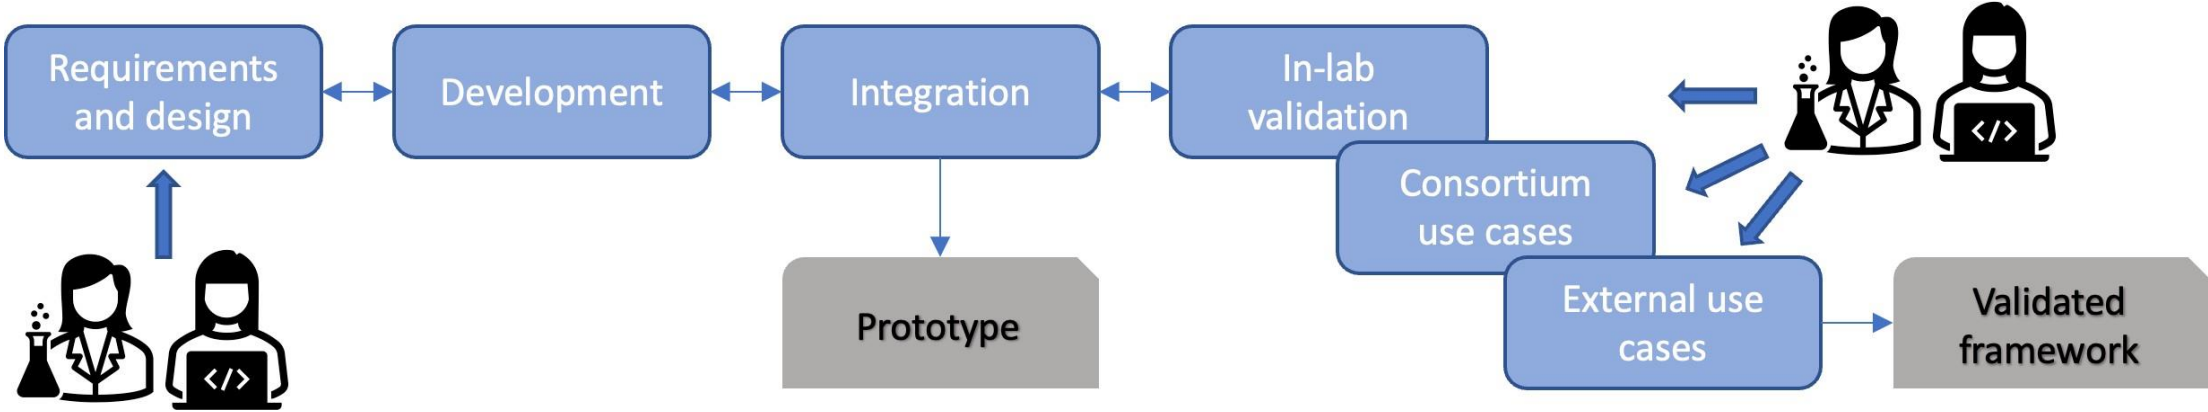 Requirements
and design
Development
Integration
In-lab
validation
Consortium
use cases
External use
cases
Prototype
Validated
framework
</>
</>